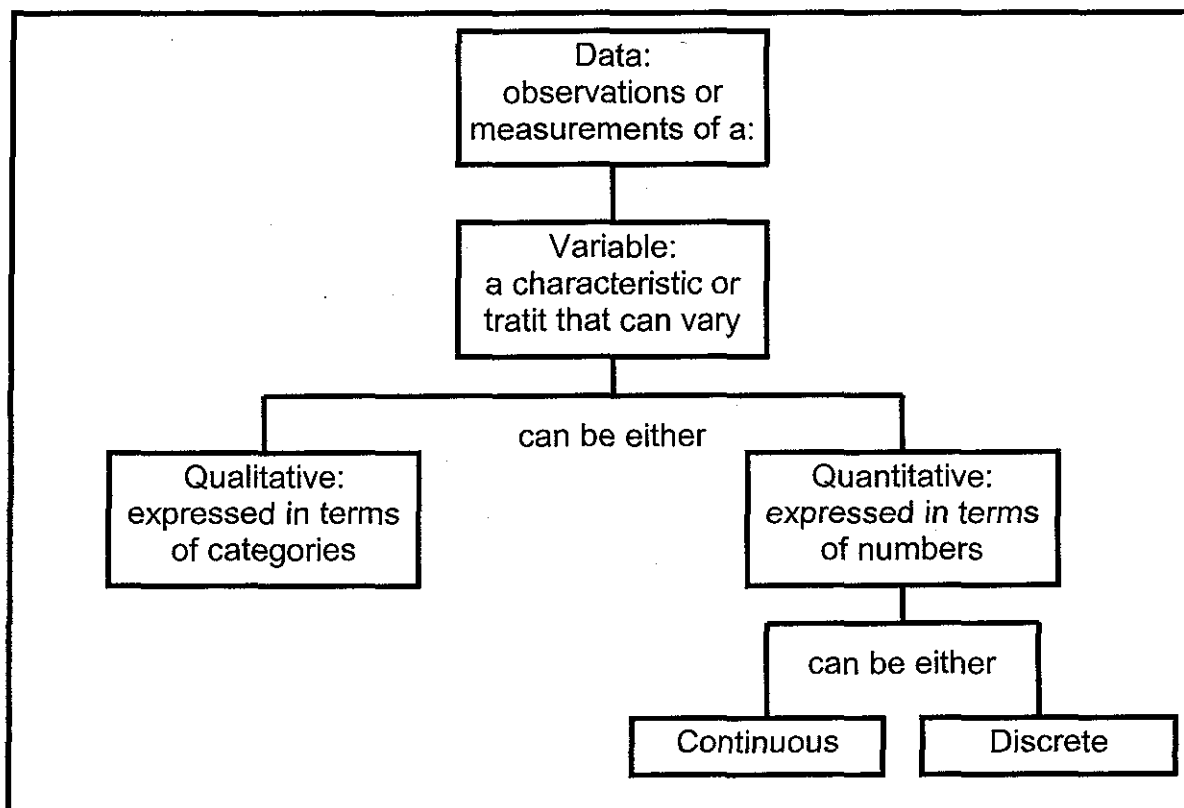 Data:
observations or
measurements of a:
Variable:
a characteristic or
tratit that can vary
can be either
Qualitative:
expressed in terms
of categories
Quantitative:
expressed in terms
of numbers
can be either
Continuous
Discrete